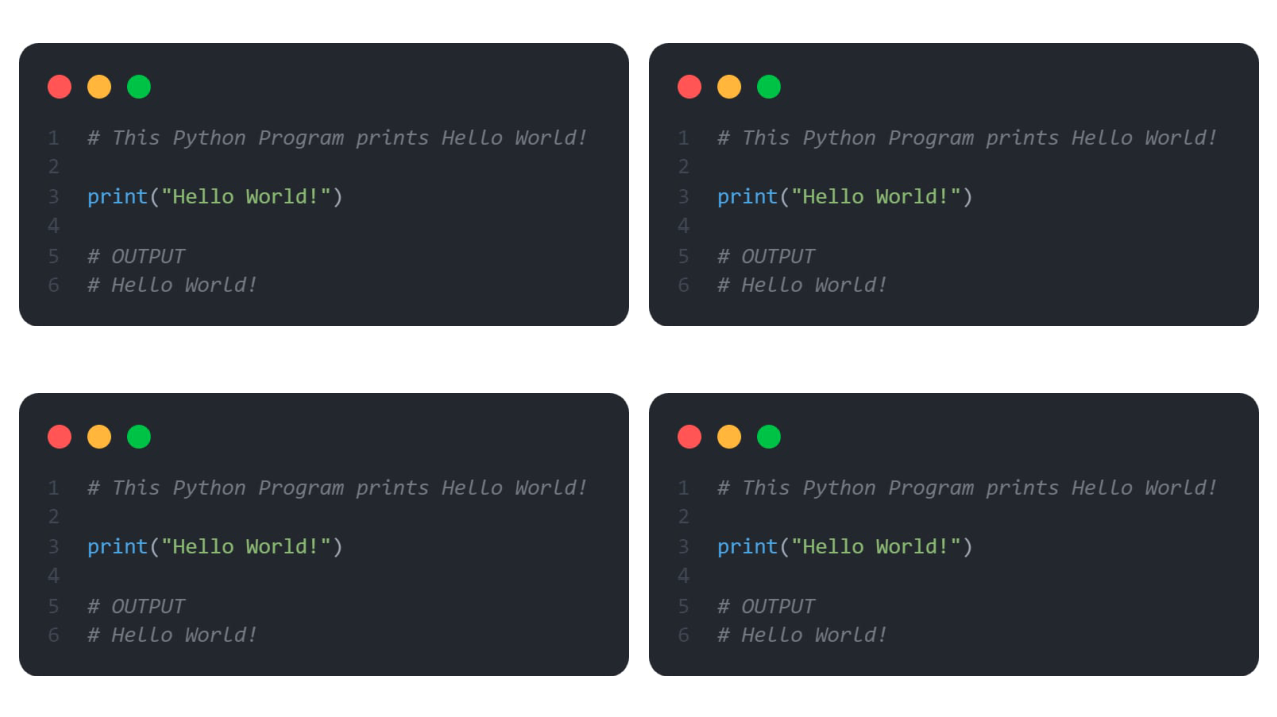 1 # This Python Program prints Hello World!
2
3 print("Hello World!")
4
5 # OUTPUT
6 # Hello World!
1 # This Python Program prints Hello World!
2
3 print("Hello World!")
4
5 # OUTPUT
6 # Hello World!
1 # This Python Program prints Hello World!
2
3 print("Hello World!")
4
5 # OUTPUT
6 # Hello World!
1 # This Python Program prints Hello World!
2
3 print("Hello World!")
4
5 # OUTPUT
6 # Hello World!